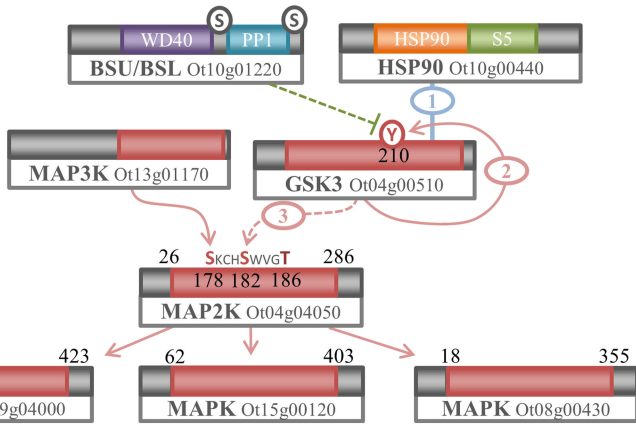 S S
WD40 PP1
BSU/BSL Ot10g01220
HSP90 S5
HSP90 Ot10g00440
1
Y
210
GSK3 Ot04g00510
2
MAP3K Ot13g01170
3
26 SKCHSWVGT 286
178 182 186
MAP2K Ot04g04050
423
9g04000
62 403
MAPK Ot15g00120
18 355
MAPK Ot08g00430